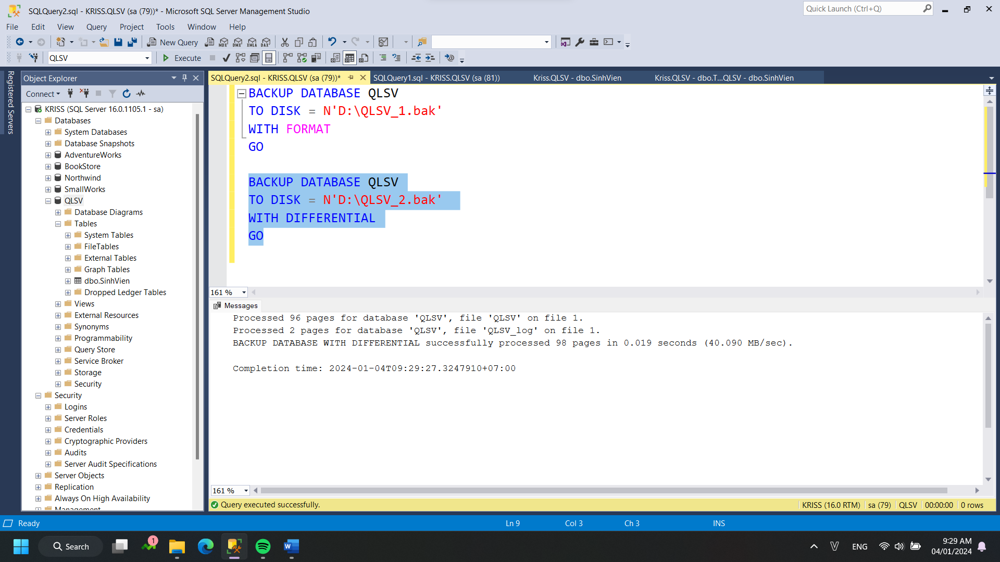 SQLQuery2.sql - KRISS.QLSV (sa (79))* - Microsoft SQL Server Management Studio
Quick Launch (Ctrl+Q)
File Edit View Query Project Tools Window Help
New Query MDX DMX XMLA DAX
QLSV Execute
Registered Servers
Object Explorer
Connect
KRISS (SQL Server 16.0.1105.1 - sa)
Databases
System Databases
Database Snapshots
AdventureWorks
BookStore
Northwind
SmallWorks
QLSV
Database Diagrams
Tables
System Tables
FileTables
External Tables
Graph Tables
dbo.SinhVien
Dropped Ledger Tables
Views
External Resources
Synonyms
Programmability
Query Store
Service Broker
Storage
Security
Security
Logins
Server Roles
Credentials
Cryptographic Providers
Audits
Server Audit Specifications
Server Objects
Replication
Always On High Availability
Management
SQLQuery2.sql - KRISS.QLSV (sa (79))* SQLQuery1.sql - KRISS.QLSV (sa (81)) Kriss.QLSV - dbo.SinhVien Kriss.QLSV - dbo.T...QLSV - dbo.SinhVien
BACKUP DATABASE QLSV
TO DISK = N'D:\QLSV_1.bak'
WITH FORMAT
GO
BACKUP DATABASE QLSV
TO DISK = N'D:\QLSV_2.bak'
WITH DIFFERENTIAL
GO
161 %
Messages
Processed 96 pages for database 'QLSV', file 'QLSV' on file 1.
Processed 2 pages for database 'QLSV', file 'QLSV_log' on file 1.
BACKUP DATABASE WITH DIFFERENTIAL successfully processed 98 pages in 0.019 seconds (40.090 MB/sec).
Completion time: 2024-01-04T09:29:27.3247910+07:00
161 %
Query executed successfully. KRISS (16.0 RTM) sa (79) QLSV 00:00:00 0 rows
Ready Ln 9 Col 3 Ch 3 INS
Search 1 ENG 9:29 AM
04/01/2024